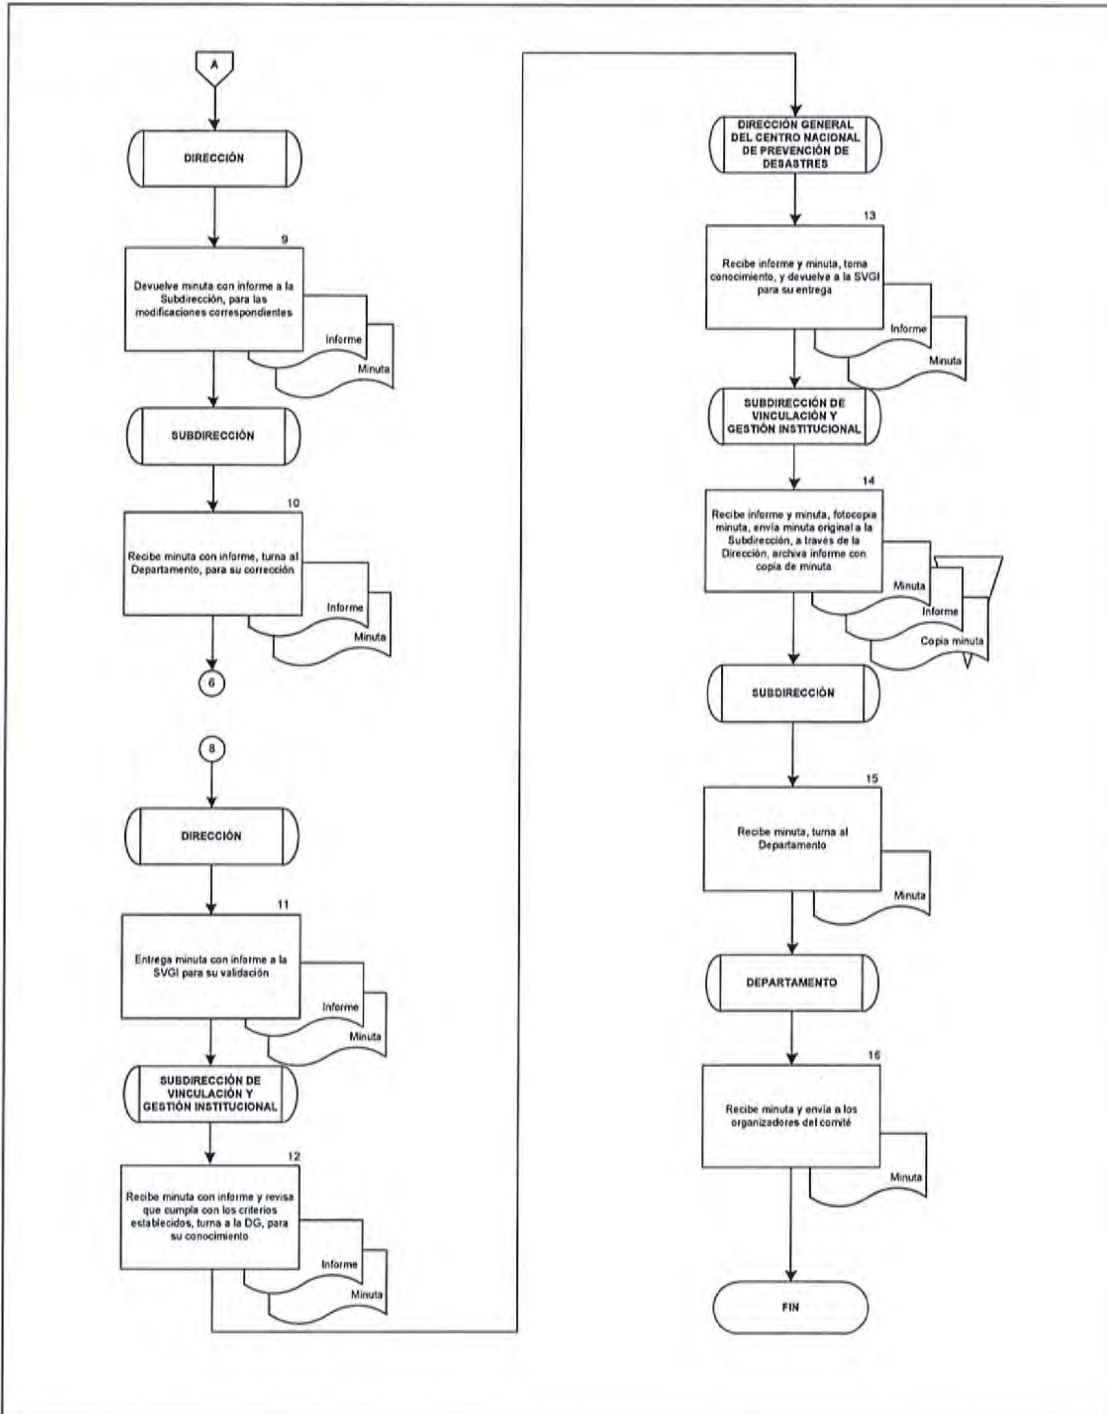 A
DIRECCIÓN
9
Devuelve minuta con informe a la
Subdirección, para las
modificaciones correspondientes
Informe
Minuta
SUBDIRECCIÓN
10
Recibe minuta con informe, turna al
Departamento, para su corrección
Informe
Minuta
6
8
DIRECCIÓN
11
Entrega minuta con informe a la
SVGI para su validación
Informe
Minuta
SUBDIRECCIÓN DE
VINCULACIÓN Y
GESTIÓN INSTITUCIONAL
12
Recibe minuta con informe y revisa
que cumpla con los criterios
establecidos, turna a la DG, para
su conocimiento
Informe
Minuta
DIRECCIÓN GENERAL
DEL CENTRO NACIONAL
DE PREVENCIÓN DE
DESASTRES
13
Recibe informe y minuta, toma
conocimiento, y devuelve a la SVGI
para su entrega
Informe
Minuta
SUBDIRECCIÓN DE
VINCULACIÓN Y
GESTIÓN INSTITUCIONAL
14
Recibe informe y minuta, fotocopia
minuta, envía minuta original a la
Subdirección, a través de la
Dirección, archiva informe con
copia de minuta
Minuta
Informe
Copia minuta
SUBDIRECCIÓN
15
Recibe minuta, turna al
Departamento
Minuta
DEPARTAMENTO
16
Recibe minuta y envía a los
organizadores del comité
Minuta
FIN